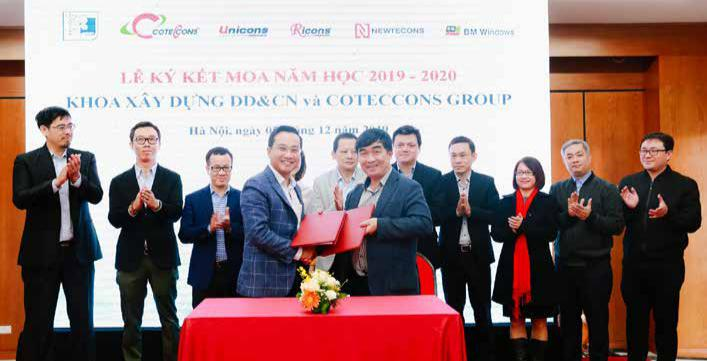 COTECCONS Unicons Ricons NEWTECONS BM Windows
LỄ KÝ KẾT MOA NĂM HỌC 2019 - 2020
KHOA XÂY DỰNG DD&CN và COTECCONS GROUP
Hà Nội, ngày 12 năm